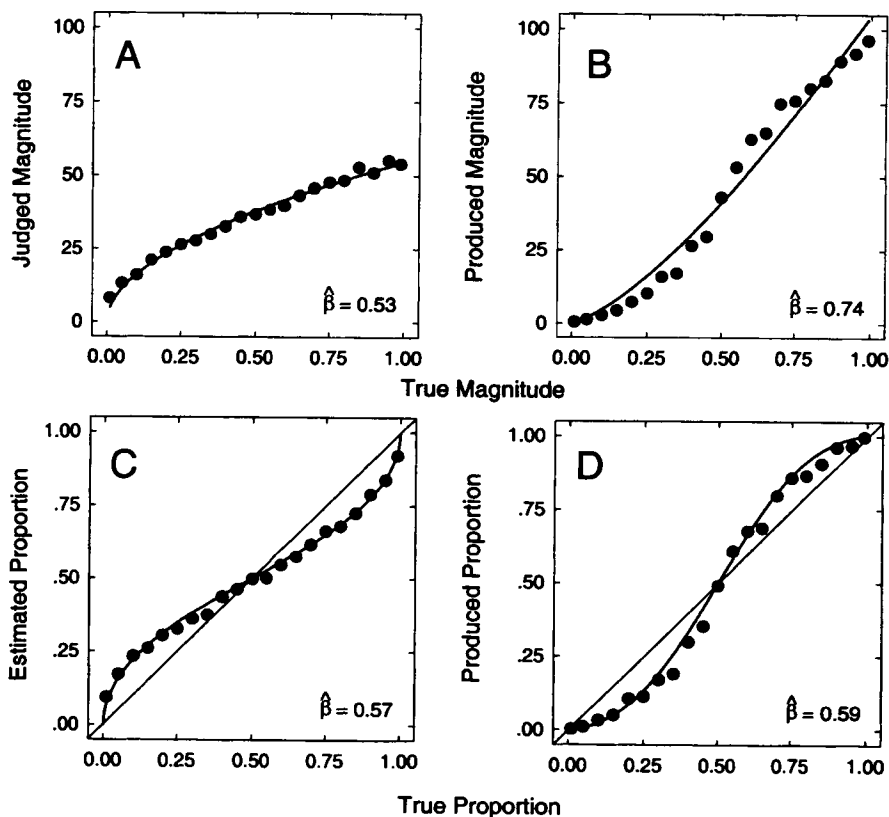 A
Judged Magnitude
100
75
50
25
0
0.00 0.25 0.50 0.75 1.00
β̂ = 0.53
B
Produced Magnitude
100
75
50
25
0
0.00 0.25 0.50 0.75 1.00
β̂ = 0.74
True Magnitude
C
Estimated Proportion
1.00
.75
.50
.25
.00
0.00 0.25 0.50 0.75 1.00
β̂ = 0.57
D
Produced Proportion
1.00
.75
.50
.25
.00
0.00 0.25 0.50 0.75 1.00
β̂ = 0.59
True Proportion